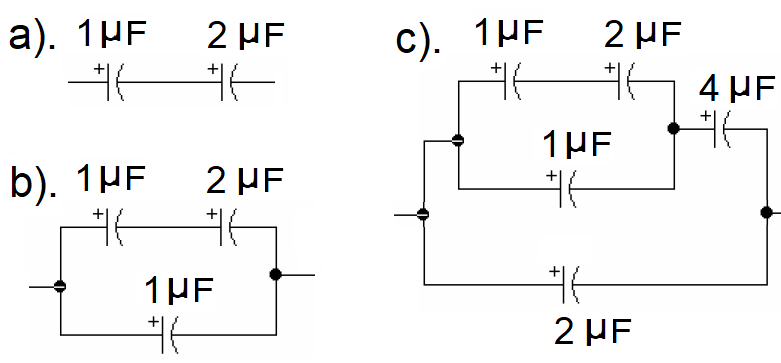 a). 1µF 2 µF
+ +
b). 1µF 2 µF
+ +
1µF
+
c). 1µF 2 µF
+ +
4 µF
+
1µF
+
+
2 µF